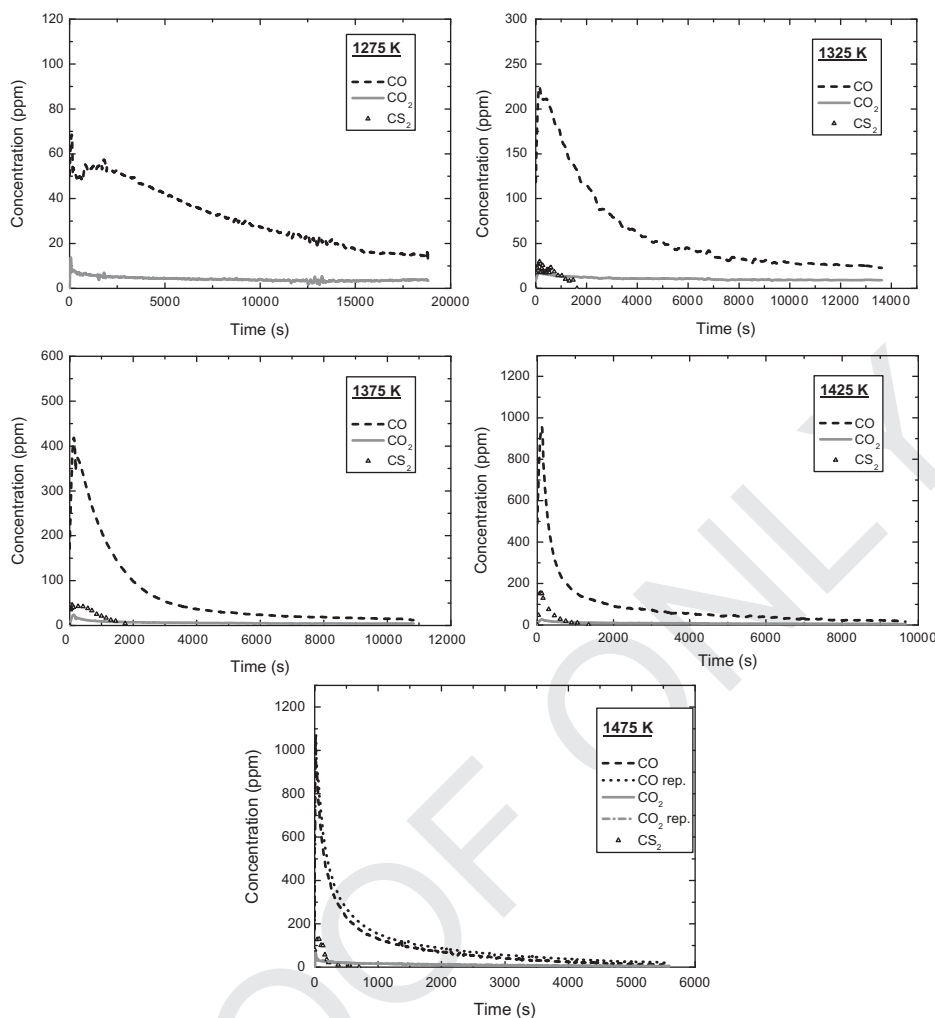 120
100
80
60
40
20
0
Concentration (ppm)
1275 K
CO
CO2
CS2
0 5000 10000 15000 20000
Time (s)
300
250
200
150
100
50
0
Concentration (ppm)
1325 K
CO
CO2
CS2
0 2000 4000 6000 8000 10000 12000 14000
Time (s)
600
500
400
300
200
100
0
Concentration (ppm)
1375 K
CO
CO2
CS2
0 2000 4000 6000 8000 10000 12000
Time (s)
1200
1000
800
600
400
200
0
Concentration (ppm)
1425 K
CO
CO2
CS2
0 2000 4000 6000 8000 10000
Time (s)
1200
1000
800
600
400
200
0
Concentration (ppm)
1475 K
CO
CO rep.
CO2
CO2 rep.
CS2
0 1000 2000 3000 4000 5000 6000
Time (s)
OOF ONLY